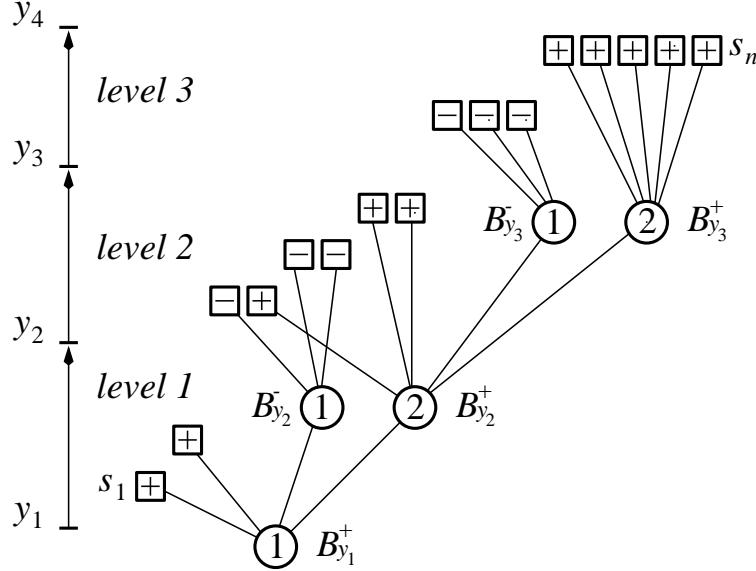 y₄
+ + + + + sₙ
level 3
− − −
y₃
+ +
B⁻y₃ 1 2 B⁺y₃
level 2
− −
− +
y₂
level 1
B⁻y₂ 1 2 B⁺y₂
+
s₁ +
y₁
1 B⁺y₁